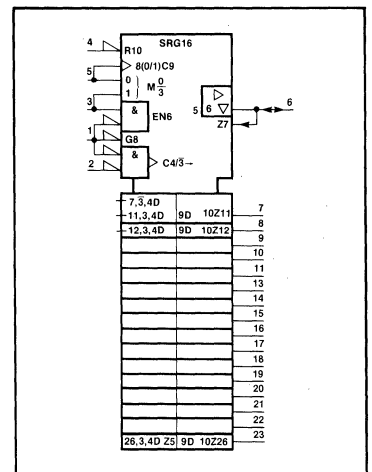 SRG16
4 R10
8(0/1)C9
5 0 M 0/3
1
3 & EN6
5 6 ▷ ▽ 6
Z7
1 G8
2 & C4/3̅→
7,3̅,4D
11,3,4D 9D 10Z11 7
12,3,4D 9D 10Z12 8
9
10
11
13
14
15
16
17
18
19
20
21
22
26,3,4D Z5 9D 10Z26 23